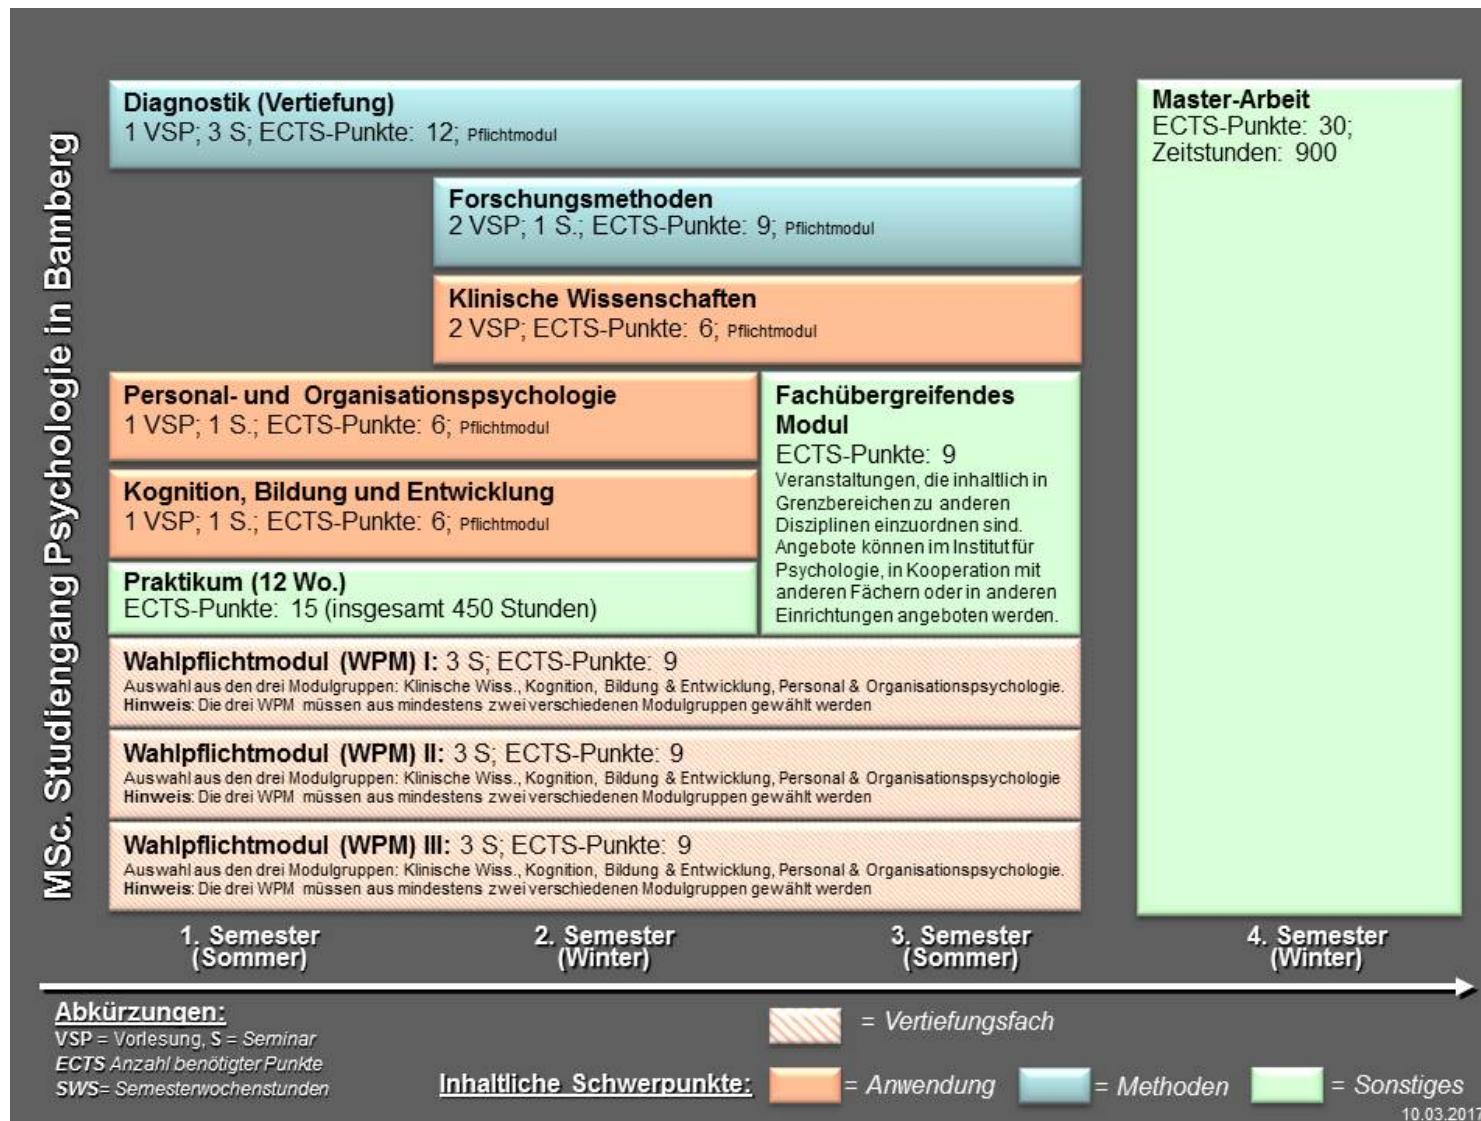 MSc. Studiengang Psychologie in Bamberg
Diagnostik (Vertiefung)
1 VSP; 3 S; ECTS-Punkte: 12; Pflichtmodul
Forschungsmethoden
2 VSP; 1 S.; ECTS-Punkte: 9; Pflichtmodul
Klinische Wissenschaften
2 VSP; ECTS-Punkte: 6; Pflichtmodul
Personal- und Organisationspsychologie
1 VSP; 1 S.; ECTS-Punkte: 6; Pflichtmodul
Kognition, Bildung und Entwicklung
1 VSP; 1 S.; ECTS-Punkte: 6; Pflichtmodul
Praktikum (12 Wo.)
ECTS-Punkte: 15 (insgesamt 450 Stunden)
Fachübergreifendes
Modul
ECTS-Punkte: 9
Veranstaltungen, die inhaltlich in
Grenzbereichen zu anderen
Disziplinen einzuordnen sind.
Angebote können im Institut für
Psychologie, in Kooperation mit
anderen Fächern oder in anderen
Einrichtungen angeboten werden.
Wahlpflichtmodul (WPM) I: 3 S; ECTS-Punkte: 9
Auswahl aus den drei Modulgruppen: Klinische Wiss., Kognition, Bildung & Entwicklung, Personal & Organisationspsychologie.
Hinweis: Die drei WPM müssen aus mindestens zwei verschiedenen Modulgruppen gewählt werden
Wahlpflichtmodul (WPM) II: 3 S; ECTS-Punkte: 9
Auswahl aus den drei Modulgruppen: Klinische Wiss., Kognition, Bildung & Entwicklung, Personal & Organisationspsychologie
Hinweis: Die drei WPM müssen aus mindestens zwei verschiedenen Modulgruppen gewählt werden
Wahlpflichtmodul (WPM) III: 3 S; ECTS-Punkte: 9
Auswahl aus den drei Modulgruppen: Klinische Wiss., Kognition, Bildung & Entwicklung, Personal & Organisationspsychologie.
Hinweis: Die drei WPM müssen aus mindestens zwei verschiedenen Modulgruppen gewählt werden
Master-Arbeit
ECTS-Punkte: 30;
Zeitstunden: 900
1. Semester
(Sommer)
2. Semester
(Winter)
3. Semester
(Sommer)
4. Semester
(Winter)
Abkürzungen:
VSP = Vorlesung, S = Seminar
ECTS Anzahl benötigter Punkte
SWS= Semesterwochenstunden
= Vertiefungsfach
Inhaltliche Schwerpunkte:
= Anwendung
= Methoden
= Sonstiges
10.03.2017